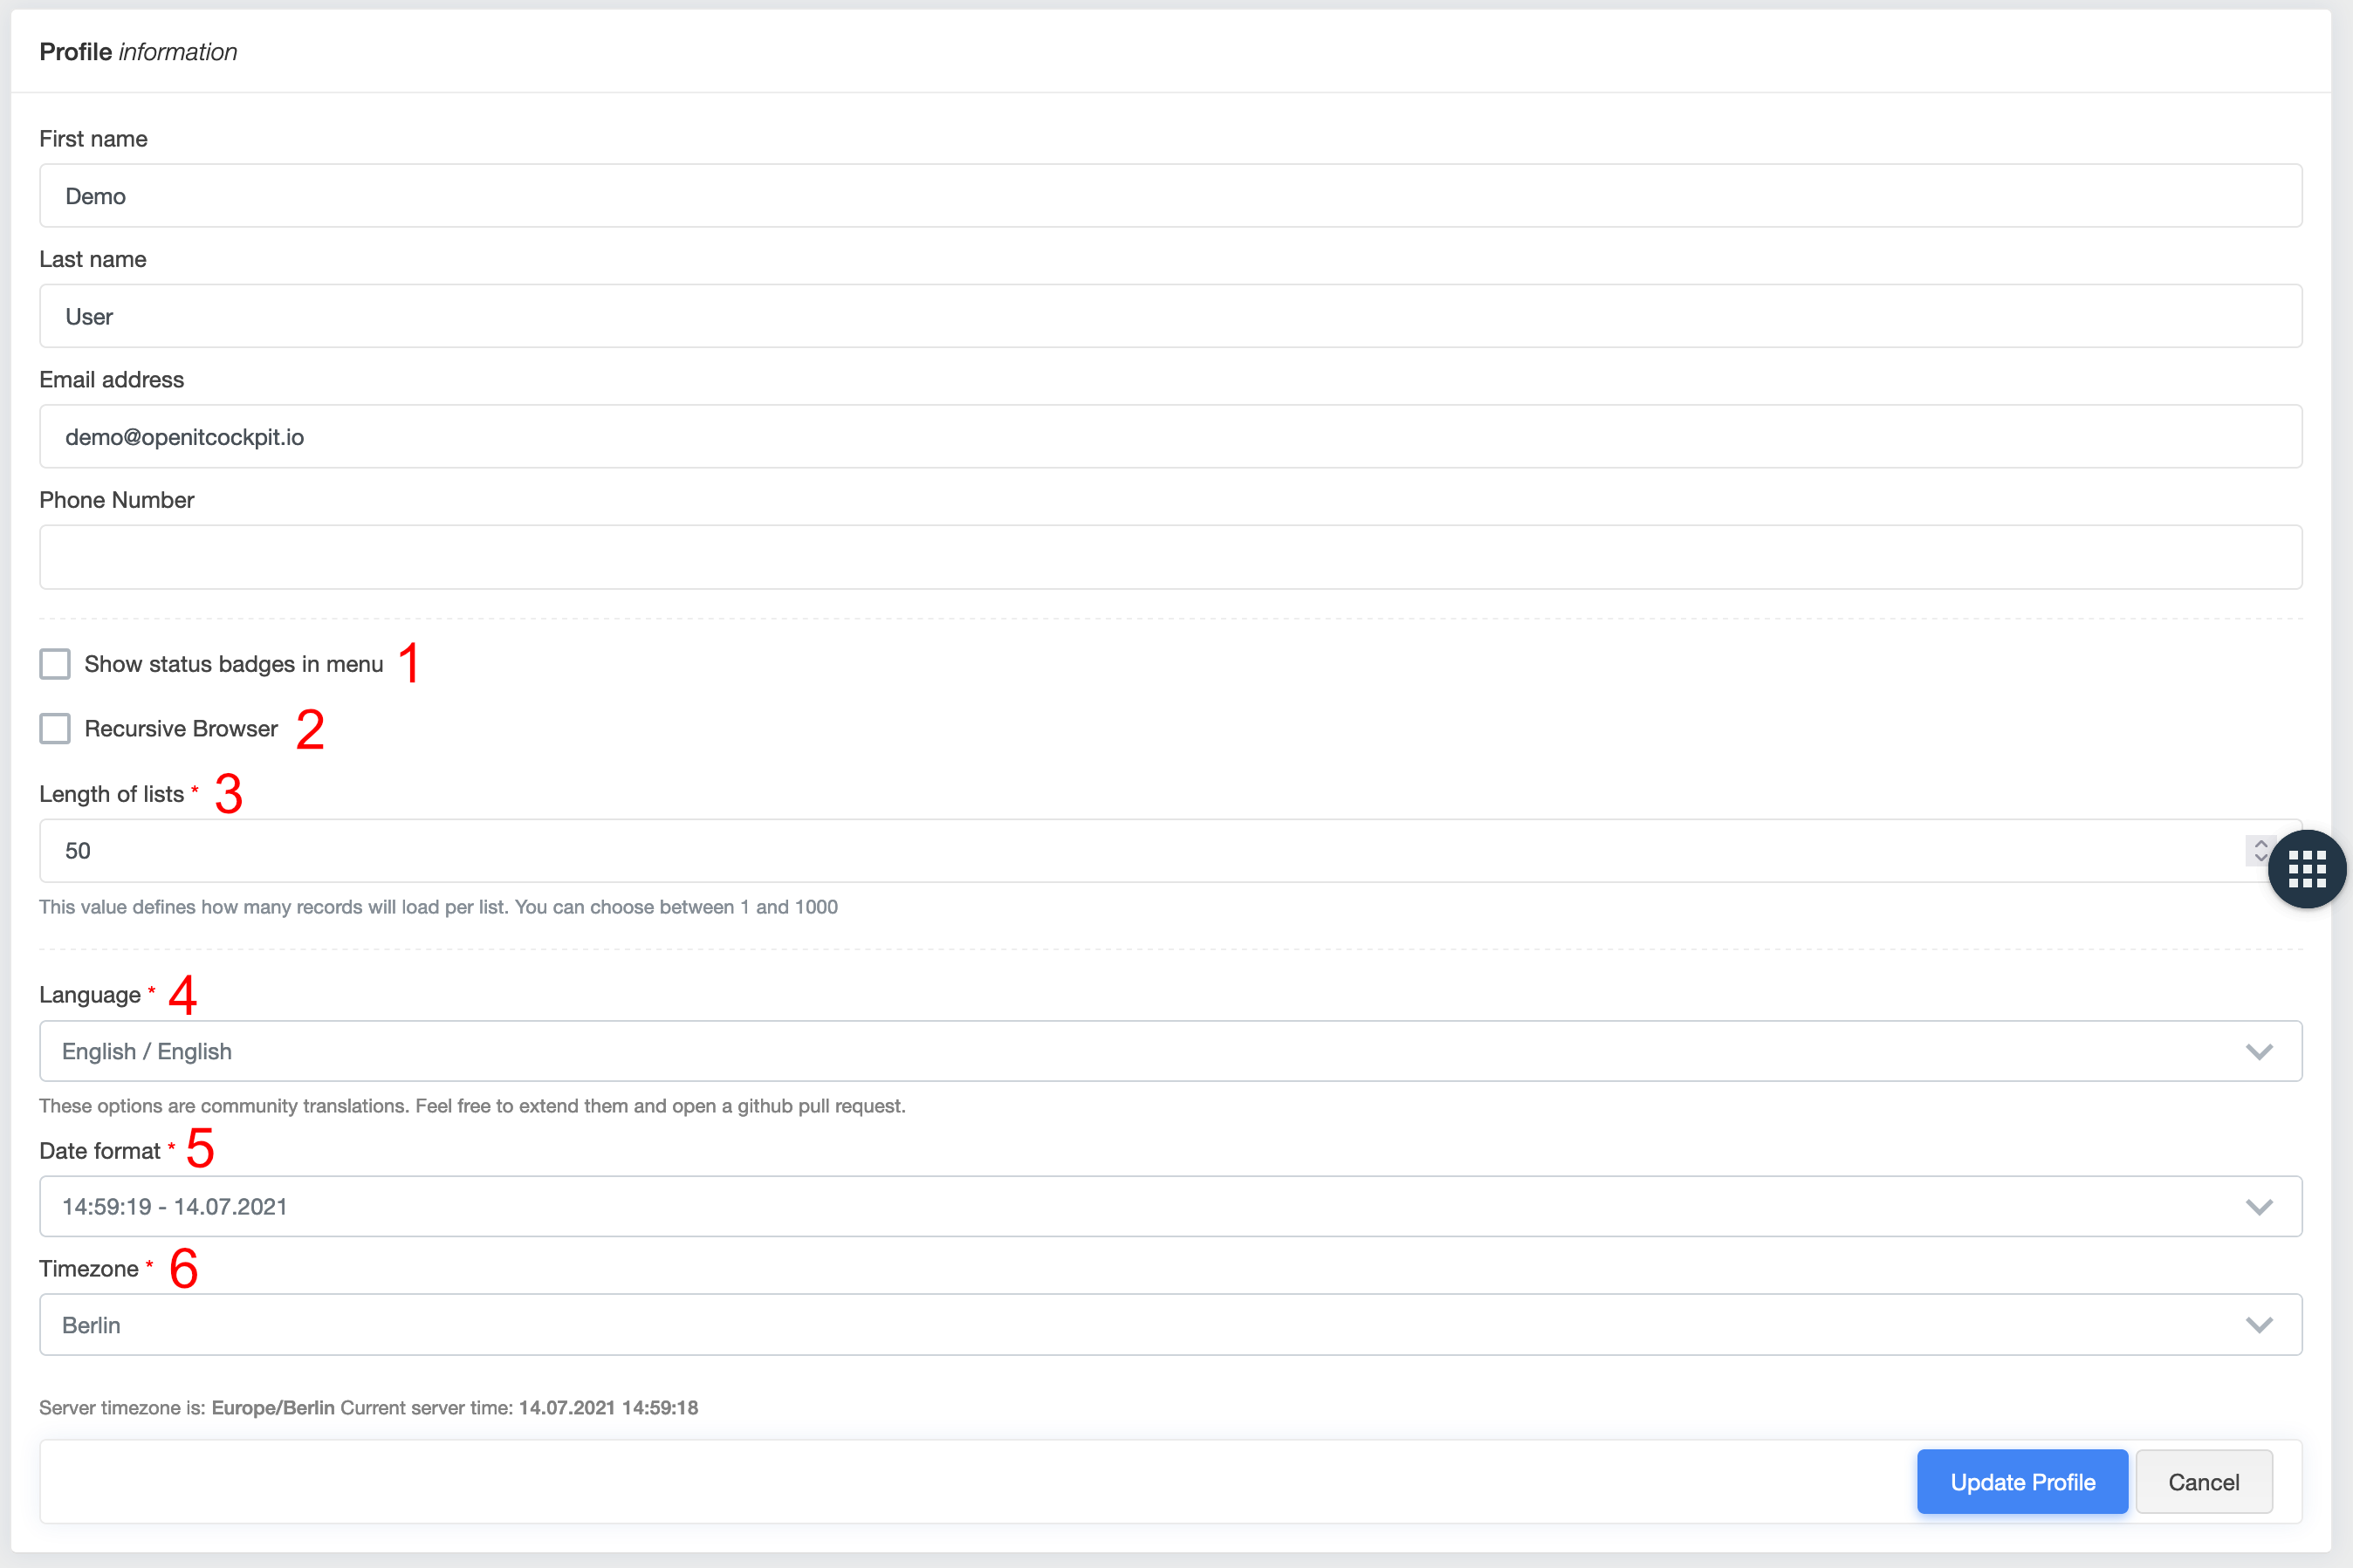 Profile information
First name
Demo
Last name
User
Email address
demo@openitcockpit.io
Phone Number
Show status badges in menu 1
Recursive Browser 2
Length of lists * 3
50
This value defines how many records will load per list. You can choose between 1 and 1000
Language * 4
English / English
These options are community translations. Feel free to extend them and open a github pull request.
Date format * 5
14:59:19 - 14.07.2021
Timezone * 6
Berlin
Server timezone is: Europe/Berlin Current server time: 14.07.2021 14:59:18
Update Profile Cancel